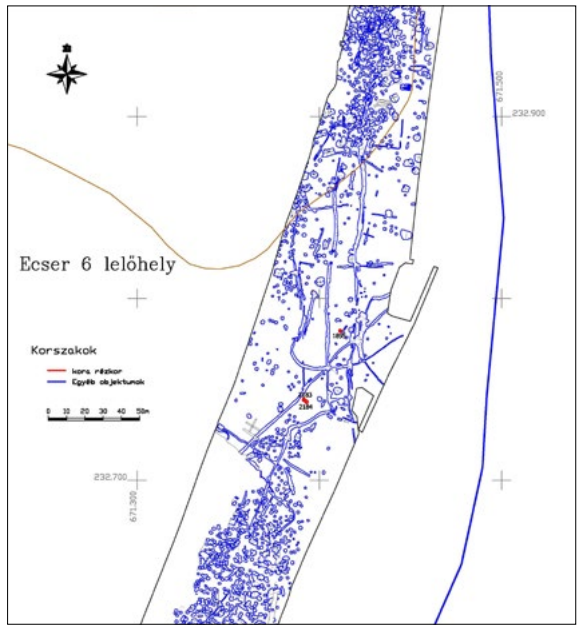 671.500
232.900
Ecser 6 lelőhely
Korszakok
kora rézkor
Egyéb objektumok
0 10 20 30 40 50m
2184
232.700
671.300